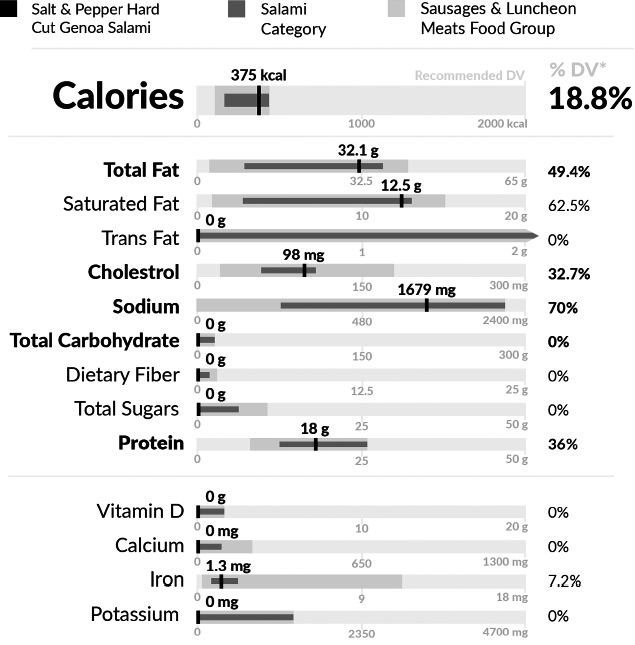 Salt & Pepper Hard
Cut Genoa Salami
Salami
Category
Sausages & Luncheon
Meats Food Group
% DV*
375 kcal
Recommended DV
Calories
18.8%
0 1000 2000 kcal
32.1 g
Total Fat
49.4%
0 32.5 65 g
12.5 g
Saturated Fat
62.5%
0 10 20 g
0 g
Trans Fat
0%
0 1 2 g
98 mg
Cholestrol
32.7%
0 150 300 mg
1679 mg
Sodium
70%
0 480 2400 mg
0 g
Total Carbohydrate
0%
0 150 300 g
0 g
Dietary Fiber
0%
0 12.5 25 g
0 g
Total Sugars
0%
0 25 50 g
18 g
Protein
36%
0 25 50 g
0 g
Vitamin D
0%
0 10 20 g
0 mg
Calcium
0%
0 650 1300 mg
1.3 mg
Iron
7.2%
0 9 18 mg
0 mg
Potassium
0%
0 2350 4700 mg